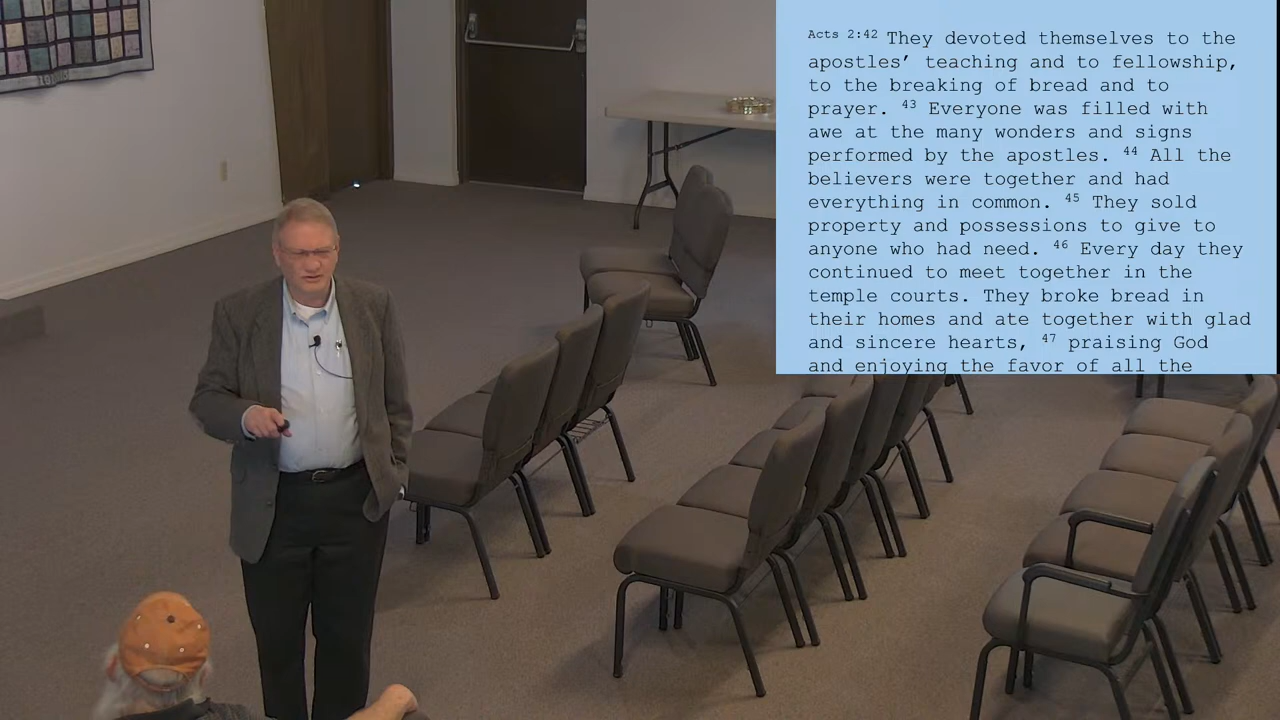 Acts 2:42 They devoted themselves to the
apostles’ teaching and to fellowship,
to the breaking of bread and to
prayer. 43 Everyone was filled with
awe at the many wonders and signs
performed by the apostles. 44 All the
believers were together and had
everything in common. 45 They sold
property and possessions to give to
anyone who had need. 46 Every day they
continued to meet together in the
temple courts. They broke bread in
their homes and ate together with glad
and sincere hearts, 47 praising God
and enjoying the favor of all the